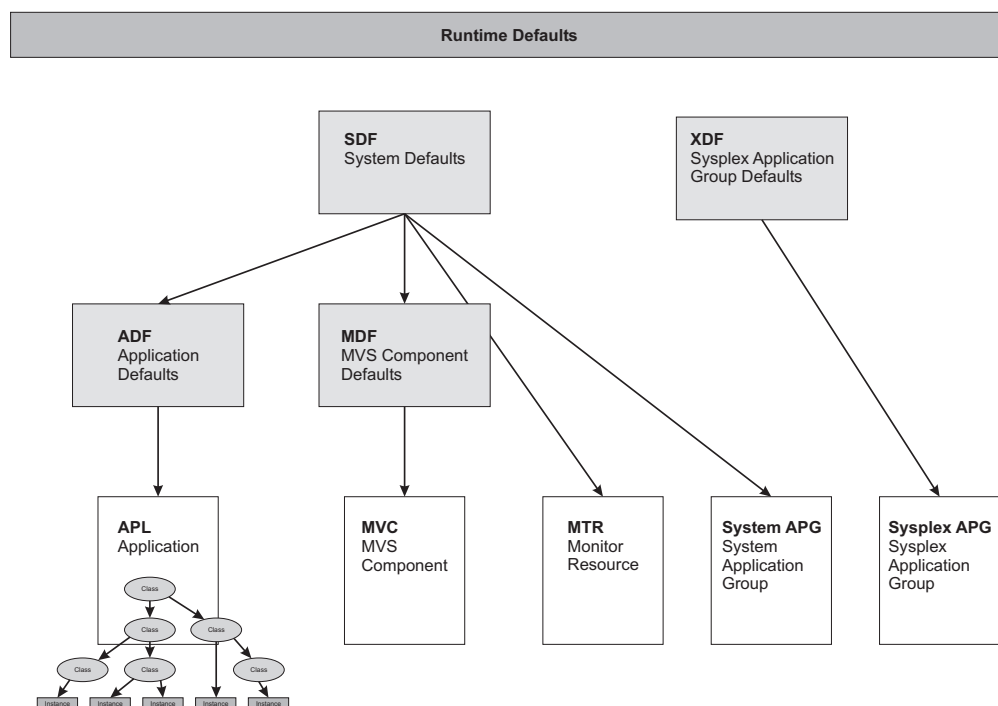 Runtime Defaults
SDF
System Defaults
XDF
Sysplex Application
Group Defaults
ADF
Application
Defaults
MDF
MVS Component
Defaults
APL
Application
MVC
MVS
Component
MTR
Monitor
Resource
System APG
System
Application
Group
Sysplex APG
Sysplex
Application
Group
Class
Class
Class
Class
Class
Class
Instance
Instance
Instance
Instance
Instance